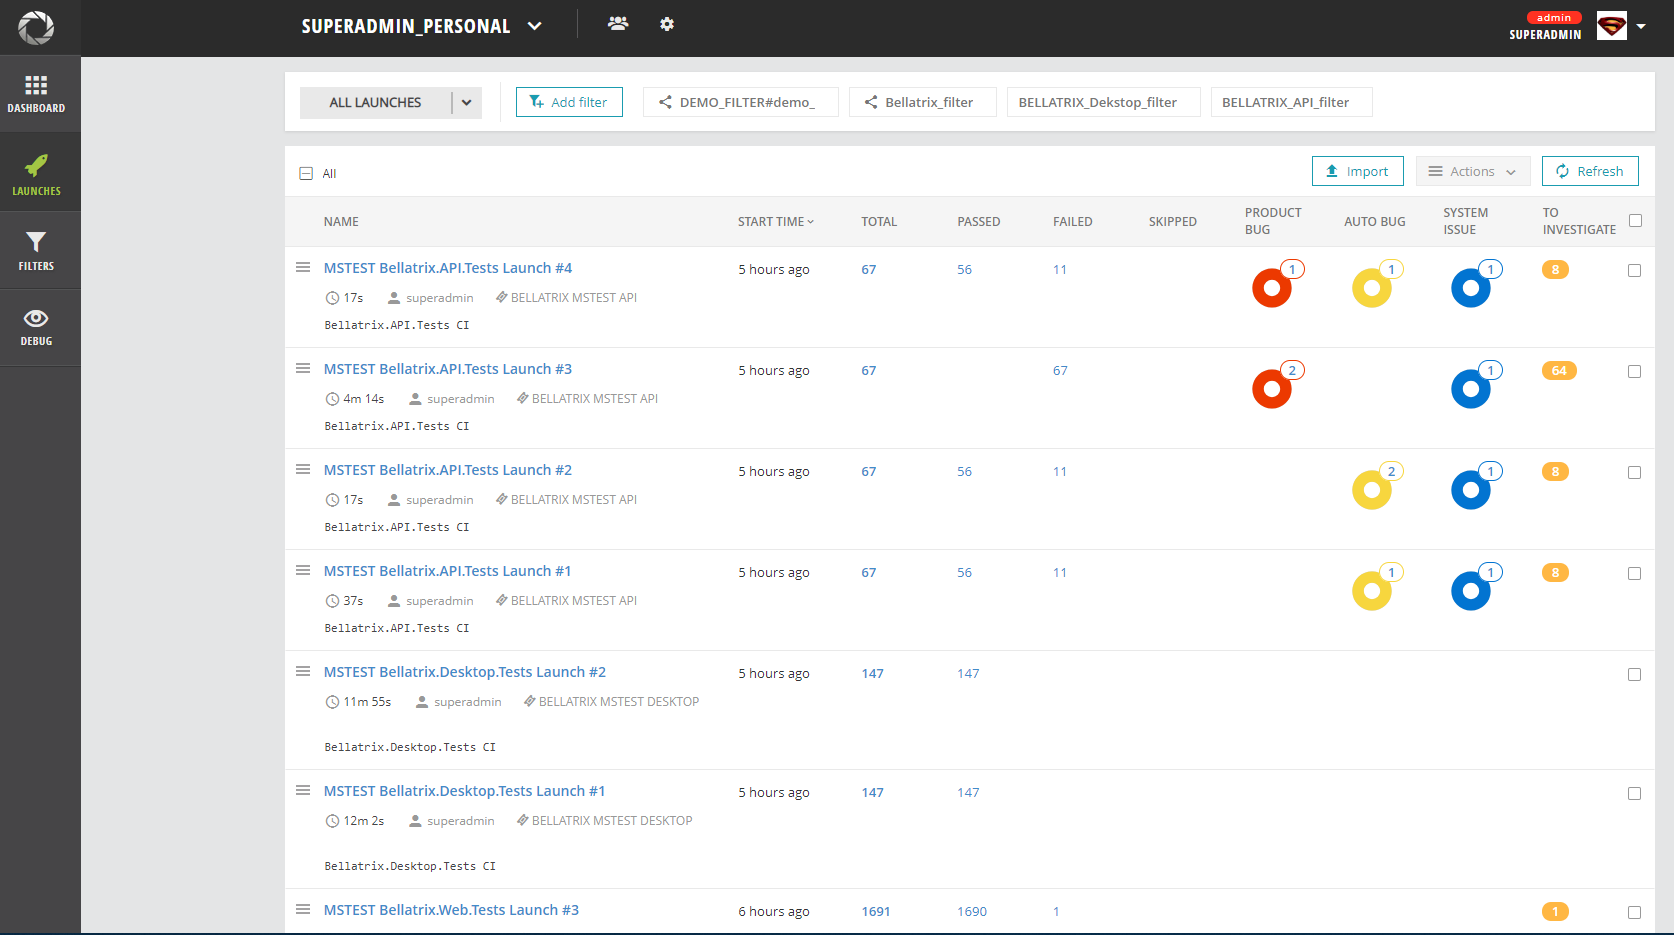 SUPERADMIN_PERSONAL
admin
SUPERADMIN
DASHBOARD
LAUNCHES
FILTERS
DEBUG
ALL LAUNCHES
Add filter
DEMO_FILTER#demo_
Bellatrix_filter
BELLATRIX_Dekstop_filter
BELLATRIX_API_filter
All
Import
Actions
Refresh
NAME START TIME TOTAL PASSED FAILED SKIPPED PRODUCT BUG AUTO BUG SYSTEM ISSUE TO INVESTIGATE
MSTEST Bellatrix.API.Tests Launch #4 5 hours ago 67 56 11 1 1 1 8
17s superadmin BELLATRIX MSTEST API
Bellatrix.API.Tests CI
MSTEST Bellatrix.API.Tests Launch #3 5 hours ago 67 67 2 1 64
4m 14s superadmin BELLATRIX MSTEST API
Bellatrix.API.Tests CI
MSTEST Bellatrix.API.Tests Launch #2 5 hours ago 67 56 11 2 1 8
17s superadmin BELLATRIX MSTEST API
Bellatrix.API.Tests CI
MSTEST Bellatrix.API.Tests Launch #1 5 hours ago 67 56 11 1 1 8
37s superadmin BELLATRIX MSTEST API
Bellatrix.API.Tests CI
MSTEST Bellatrix.Desktop.Tests Launch #2 5 hours ago 147 147
11m 55s superadmin BELLATRIX MSTEST DESKTOP
Bellatrix.Desktop.Tests CI
MSTEST Bellatrix.Desktop.Tests Launch #1 5 hours ago 147 147
12m 2s superadmin BELLATRIX MSTEST DESKTOP
Bellatrix.Desktop.Tests CI
MSTEST Bellatrix.Web.Tests Launch #3 6 hours ago 1691 1690 1 1